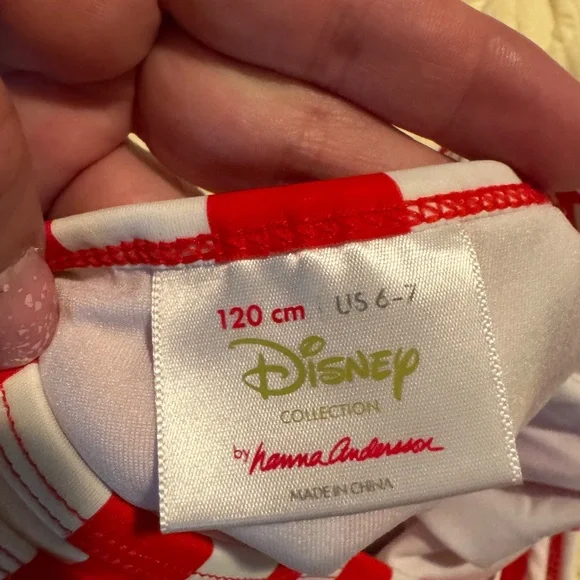 120 cm | US 6-7
Disney
COLLECTION
by hanna andersson
MADE IN CHINA